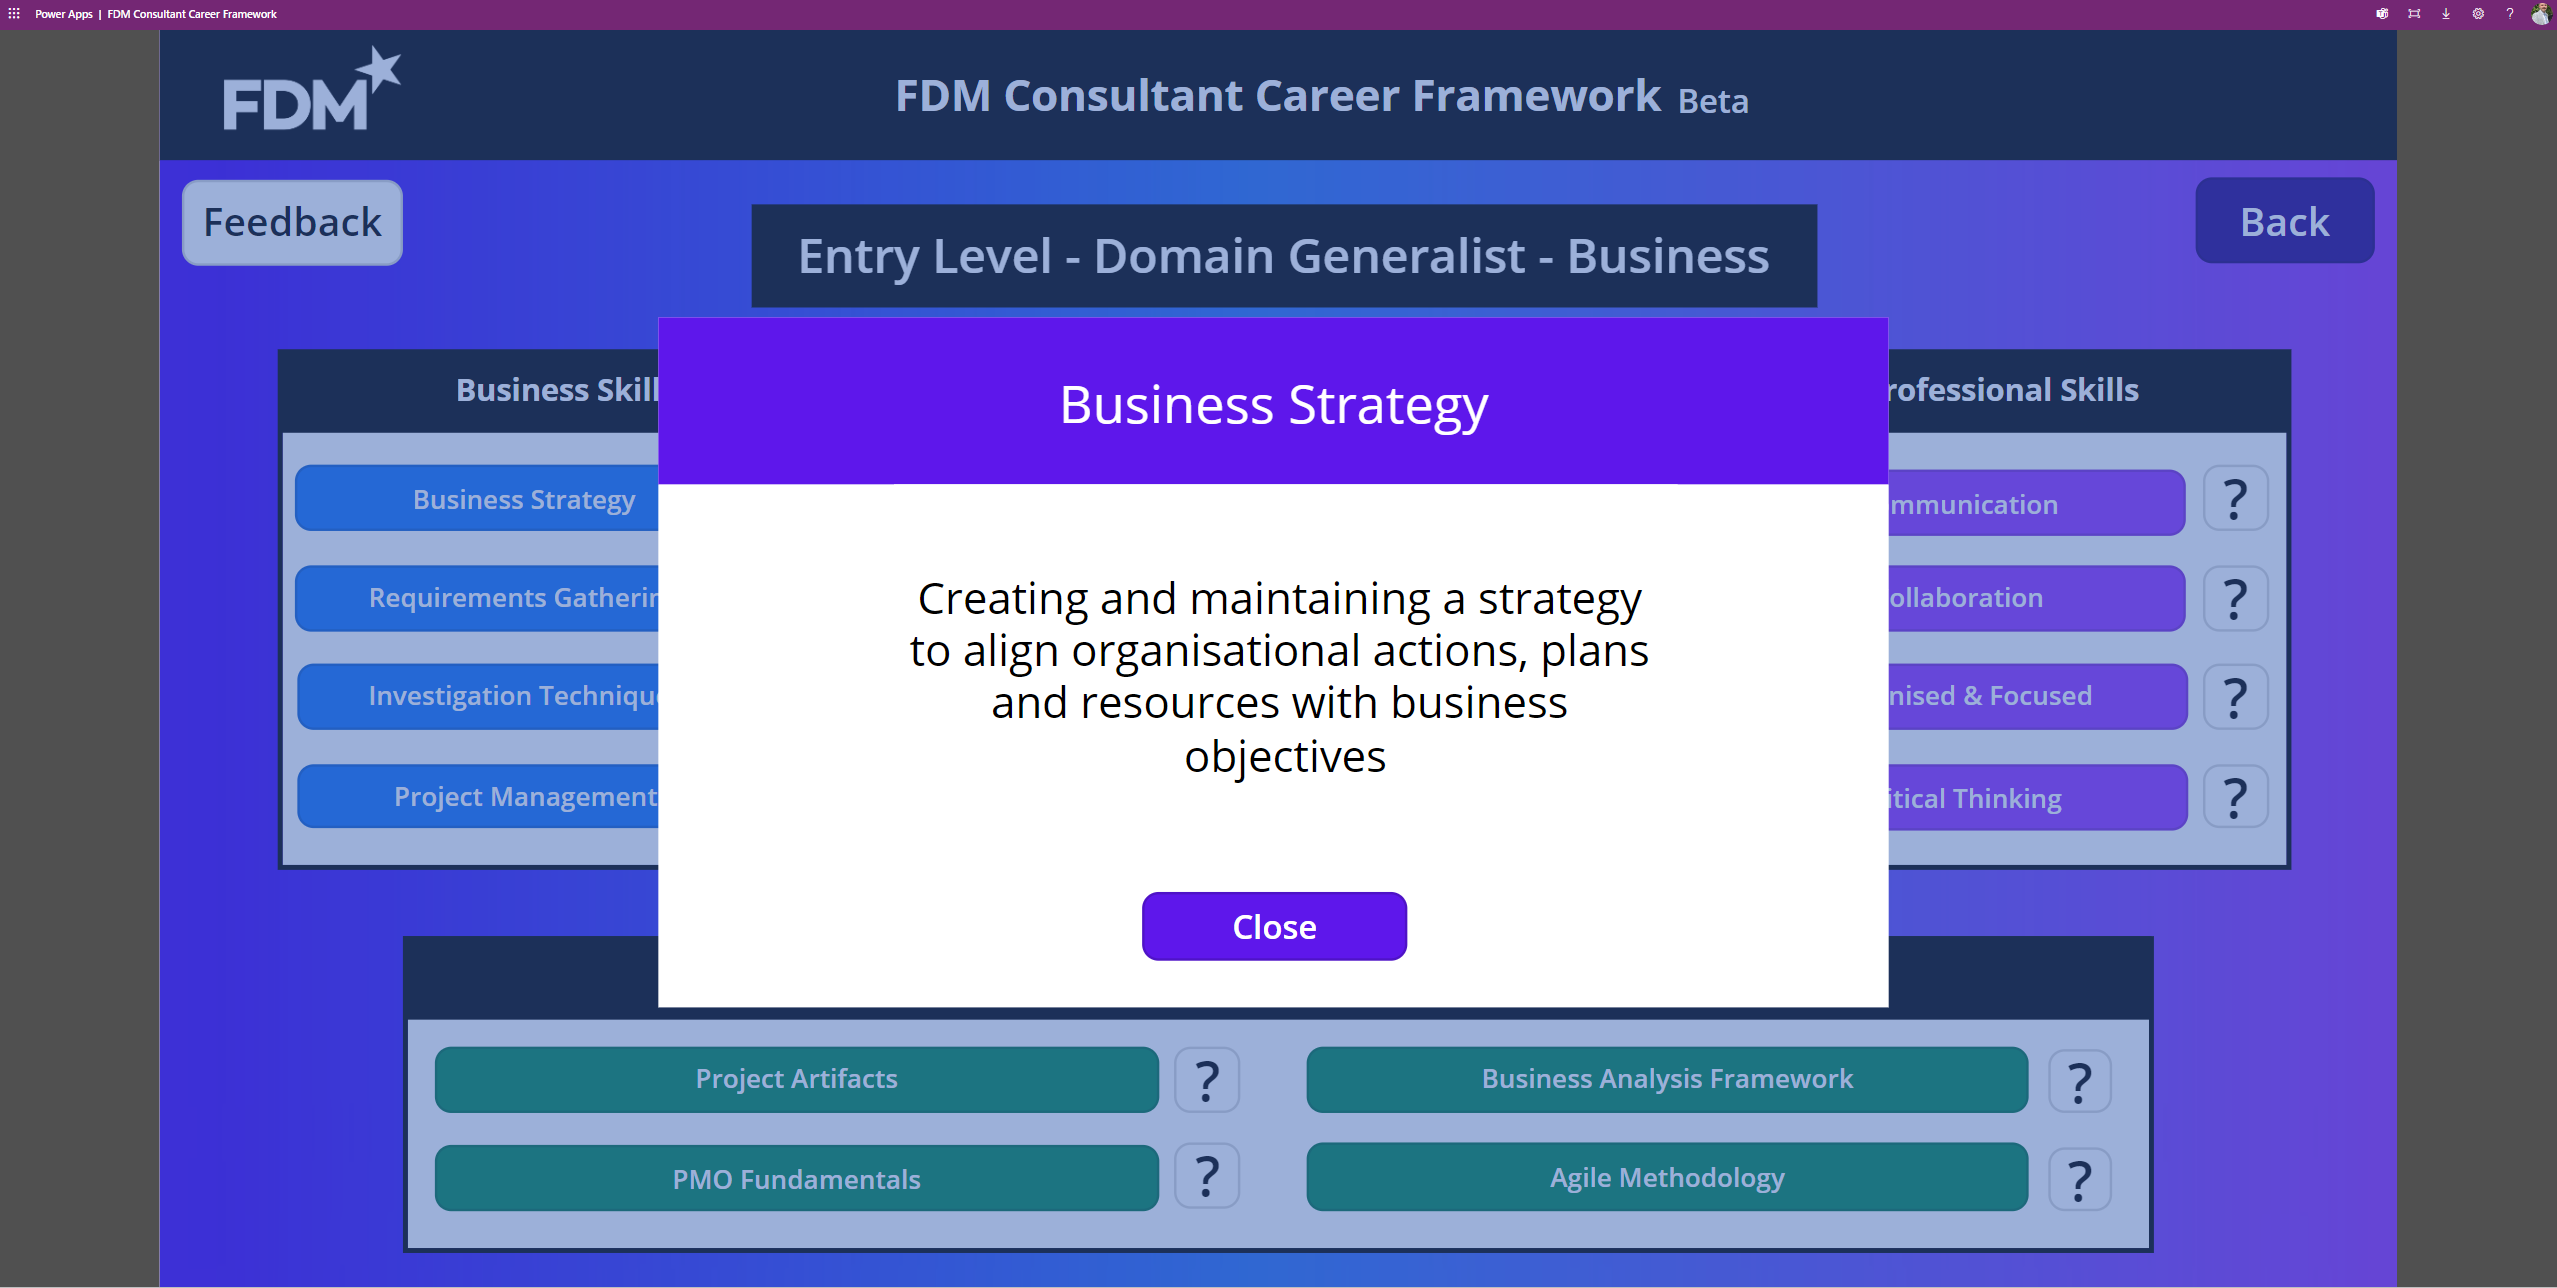 Power Apps | FDM Consultant Career Framework
?
FDM
FDM Consultant Career Framework Beta
Feedback
Back
Entry Level - Domain Generalist - Business
Business Skill
rofessional Skills
Business Strategy
Creating and maintaining a strategy
to align organisational actions, plans
and resources with business
objectives
Close
Business Strategy
Requirements Gatherin
Investigation Technique
Project Management
mmunication
?
ollaboration
?
nised & Focused
?
itical Thinking
?
Project Artifacts
?
Business Analysis Framework
?
PMO Fundamentals
?
Agile Methodology
?